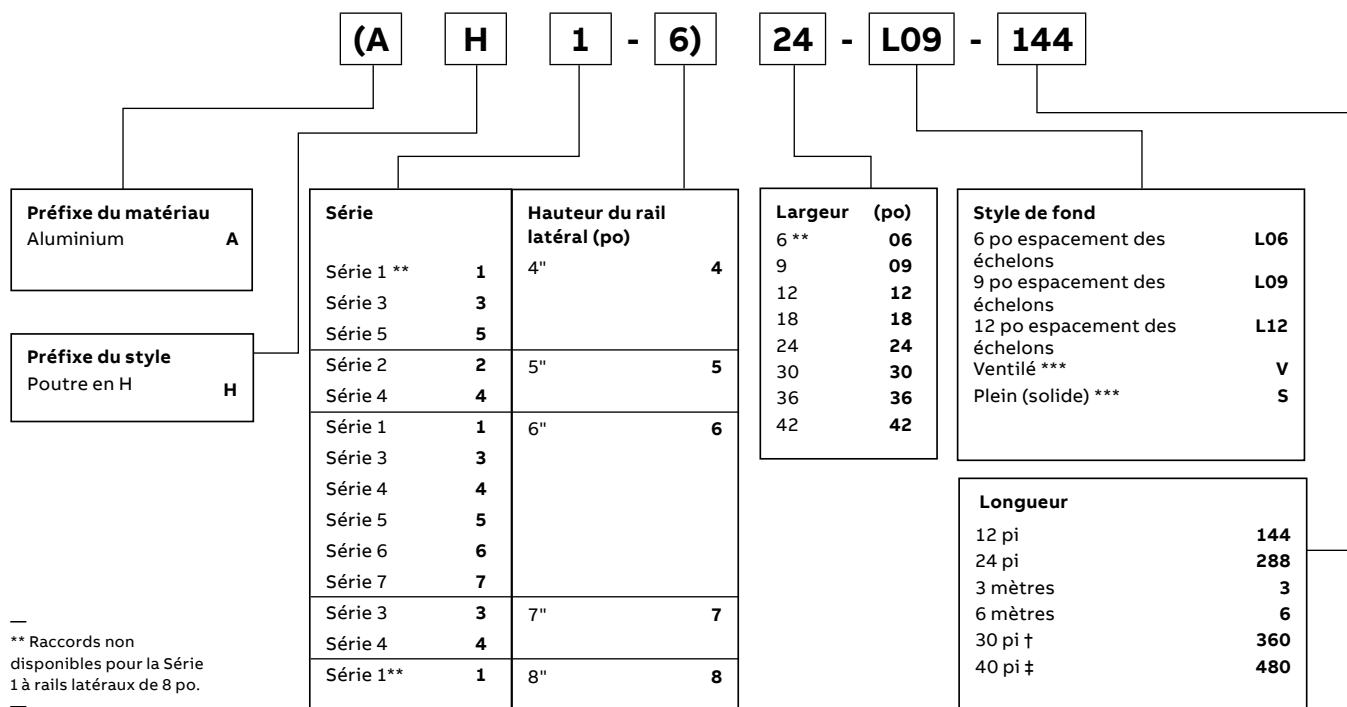 (A H 1 - 6) 24 - L09 - 144
Préfixe du matériau
Aluminium A
Préfixe du style
Poutre en H H
Série
Hauteur du rail
latéral (po)
Série 1 ** 1 4" 4
Série 3 3
Série 5 5
Série 2 2 5" 5
Série 4 4
Série 1 1 6" 6
Série 3 3
Série 4 4
Série 5 5
Série 6 6
Série 7 7
Série 3 3 7" 7
Série 4 4
Série 1** 1 8" 8
Largeur (po)
6 ** 06
9 09
12 12
18 18
24 24
30 30
36 36
42 42
Style de fond
6 po espacement des L06
échelons
9 po espacement des L09
échelons
12 po espacement des L12
échelons
Ventilé *** V
Plein (solide) *** S
Longueur
12 pi 144
24 pi 288
3 mètres 3
6 mètres 6
30 pi † 360
40 pi ‡ 480
** Raccords non
disponibles pour la Série
1 à rails latéraux de 8 po.